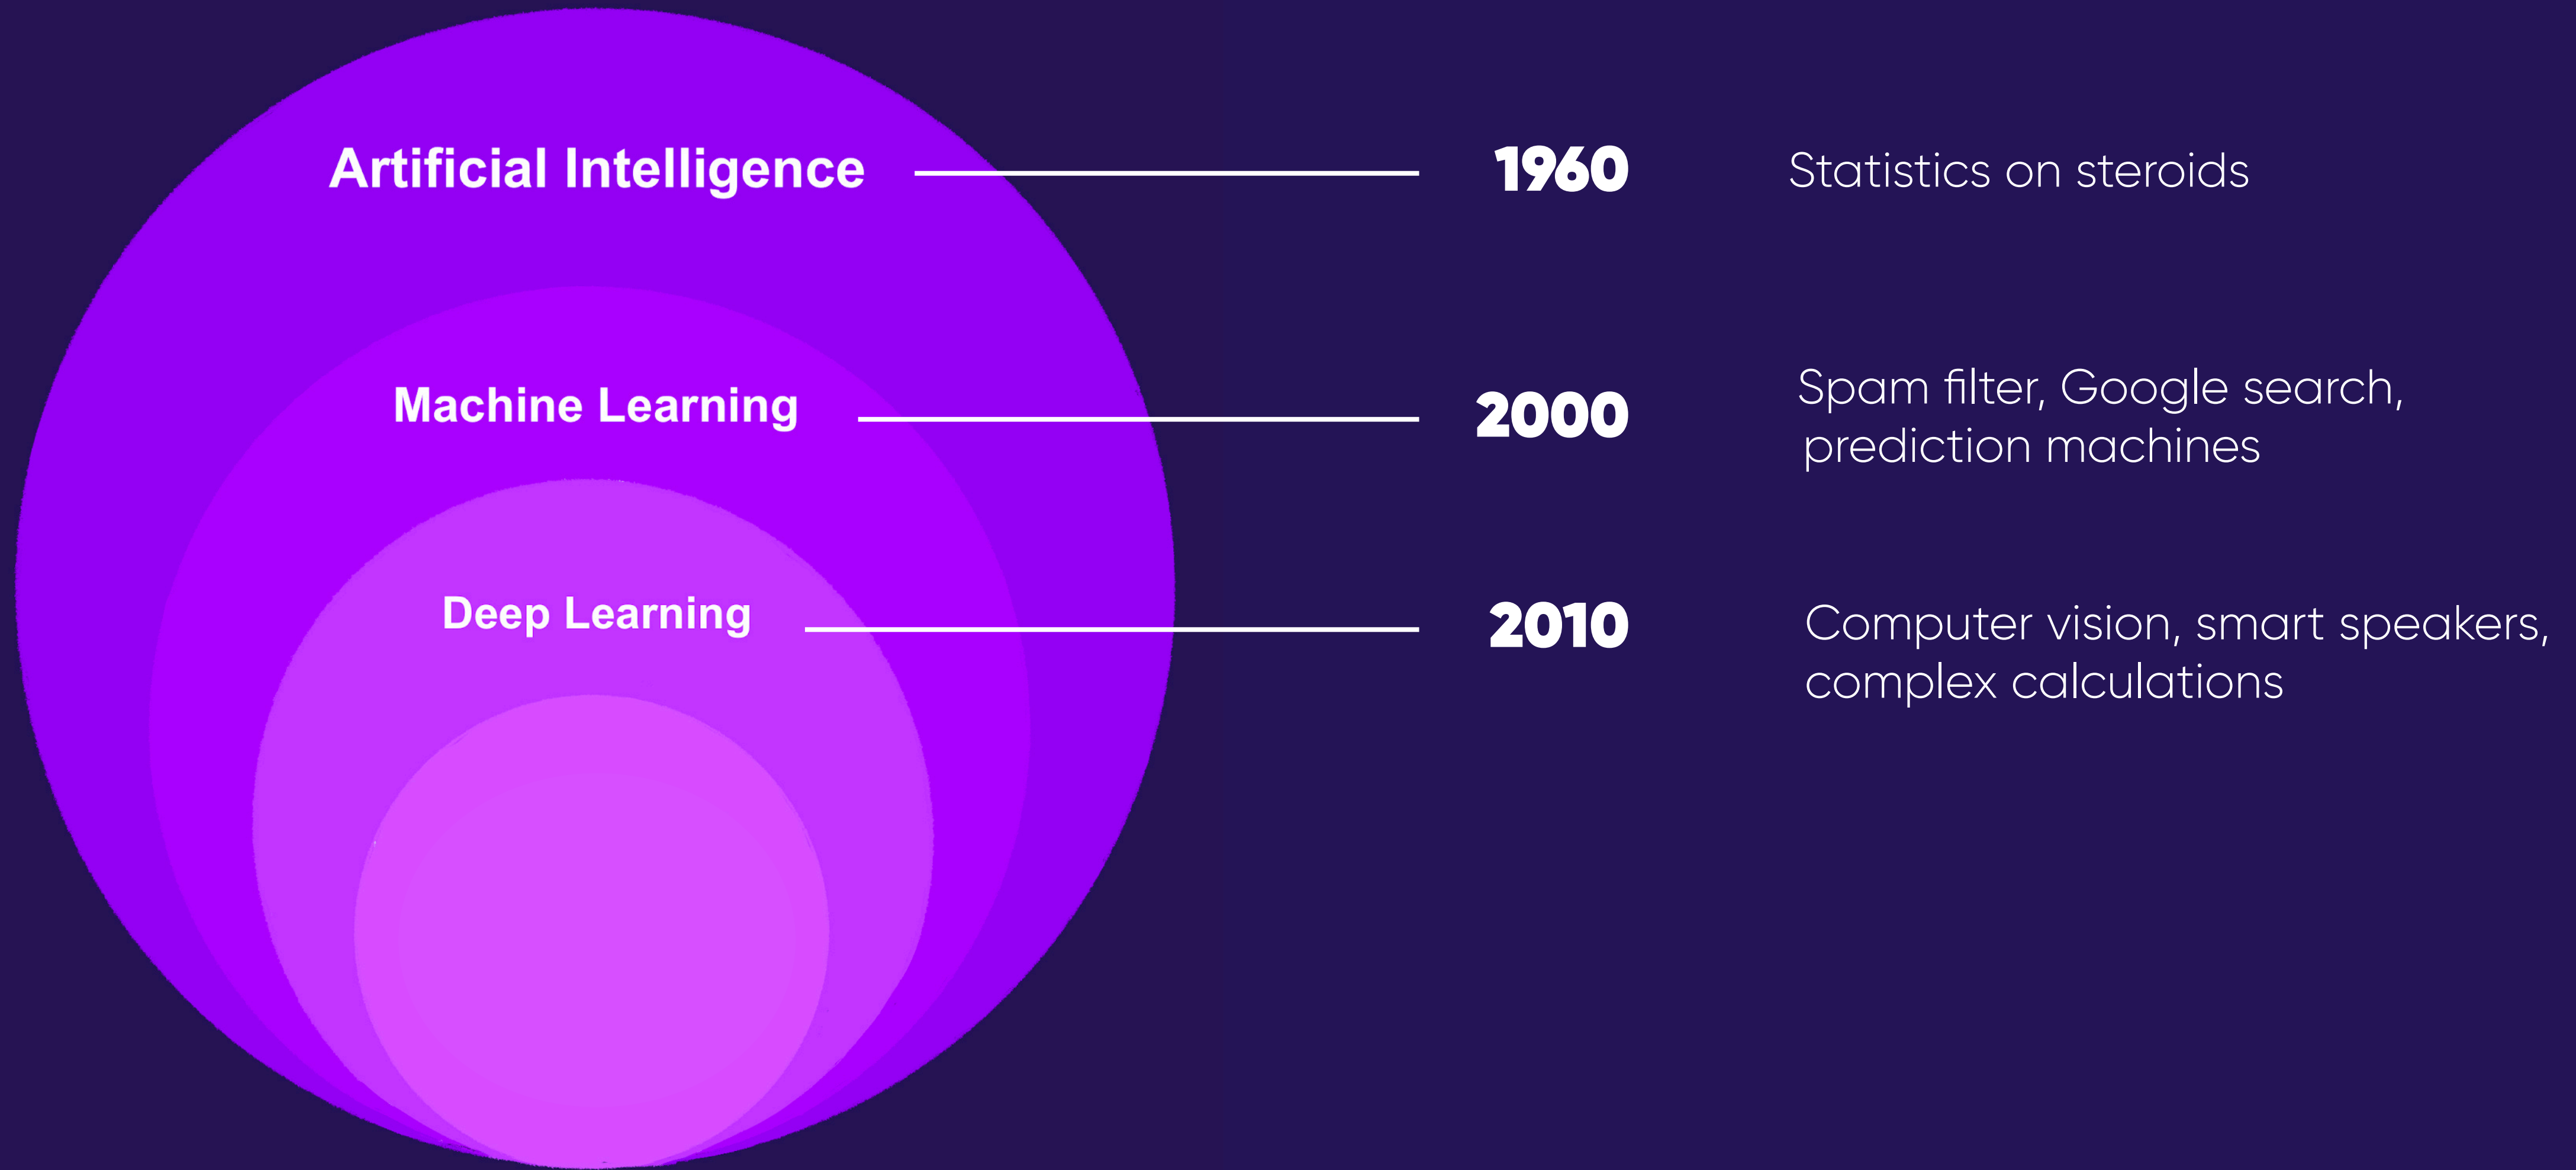 Artificial Intelligence
1960
Statistics on steroids
Machine Learning
2000
Spam filter, Google search,
prediction machines
Deep Learning
2010
Computer vision, smart speakers,
complex calculations